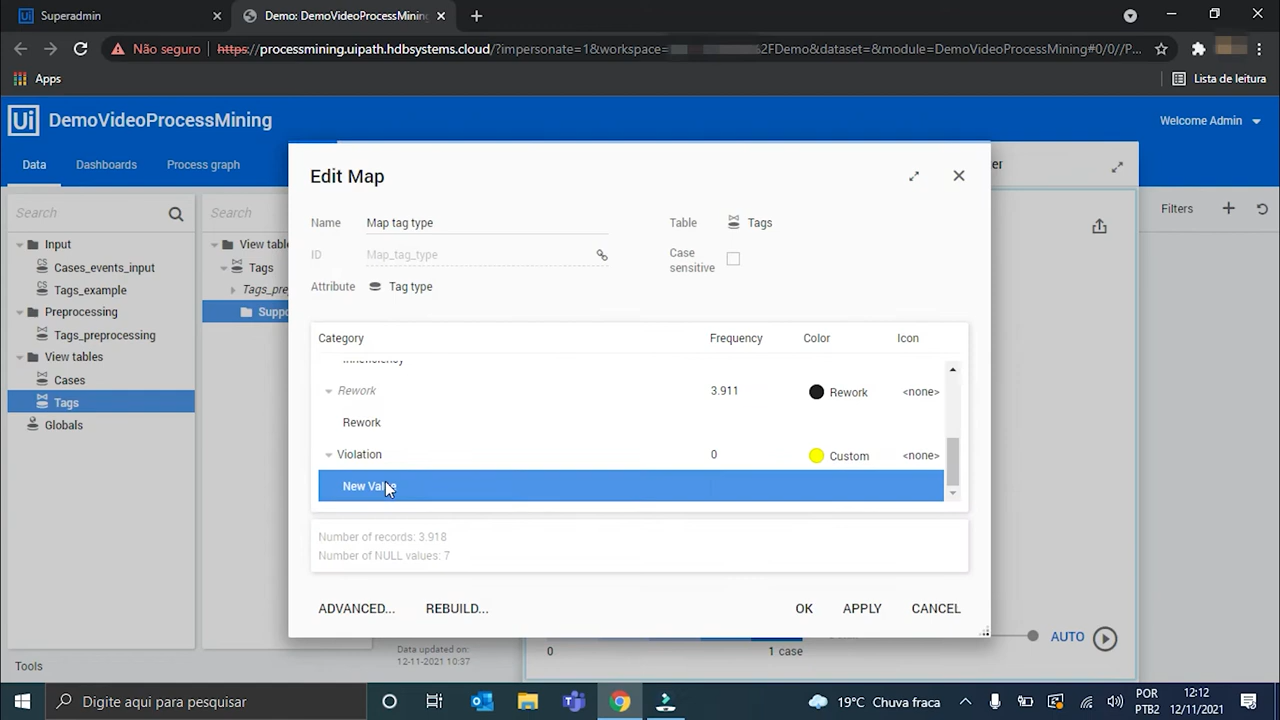 Superadmin
Demo: DemoVideoProcessMining
Não seguro https://processmining.uipath.hdbsystems.cloud/?impersonate=1&workspace= %2FDemo&dataset=&module=DemoVideoProcessMining#0/0//P...
Apps
Lista de leitura
Ui DemoVideoProcessMining
Welcome Admin
Data Dashboards Process graph
Search
Input
Cases_events_input
Tags_example
Preprocessing
Tags_preprocessing
View tables
Cases
Tags
Globals
Tools
Search
View tabl
Tags
Tags_pre
Suppo
Edit Map
Name Map tag type
Table Tags
ID Map_tag_type
Case sensitive
Attribute Tag type
Category Frequency Color Icon
Rework 3.911 Rework <none>
Rework
Violation 0 Custom <none>
New Value
Number of records: 3.918
Number of NULL values: 7
ADVANCED... REBUILD... OK APPLY CANCEL
er
Filters
Data updated on:
12-11-2021 10:37
0 1 case
AUTO
Digite aqui para pesquisar
19°C Chuva fraca
POR
PTB2
12:12
12/11/2021